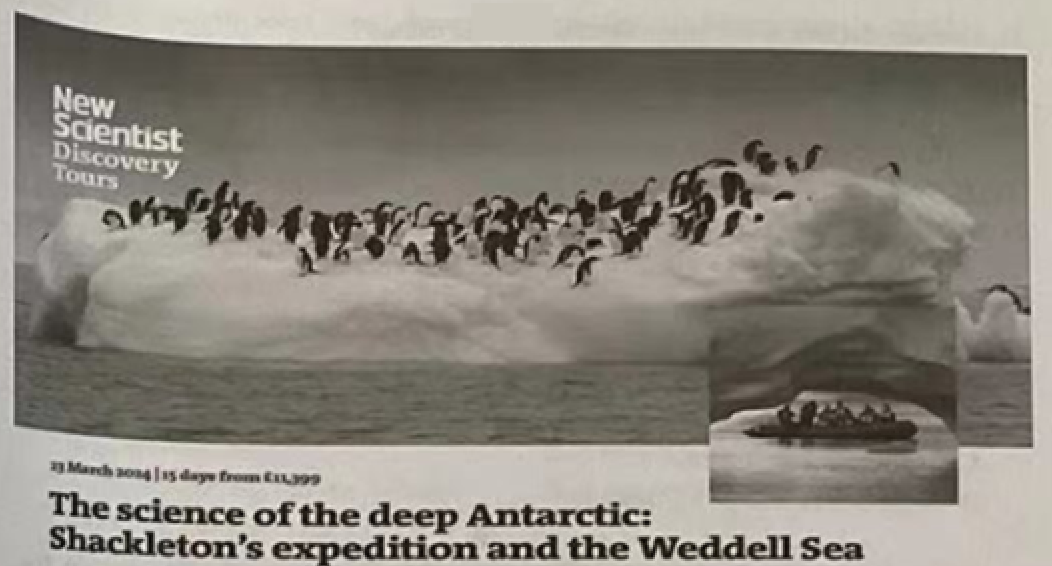 New
Scientist
Discovery
Tours
23 March 2024 | 15 days from £11,399
The science of the deep Antarctic:
Shackleton's expedition and the Weddell Sea